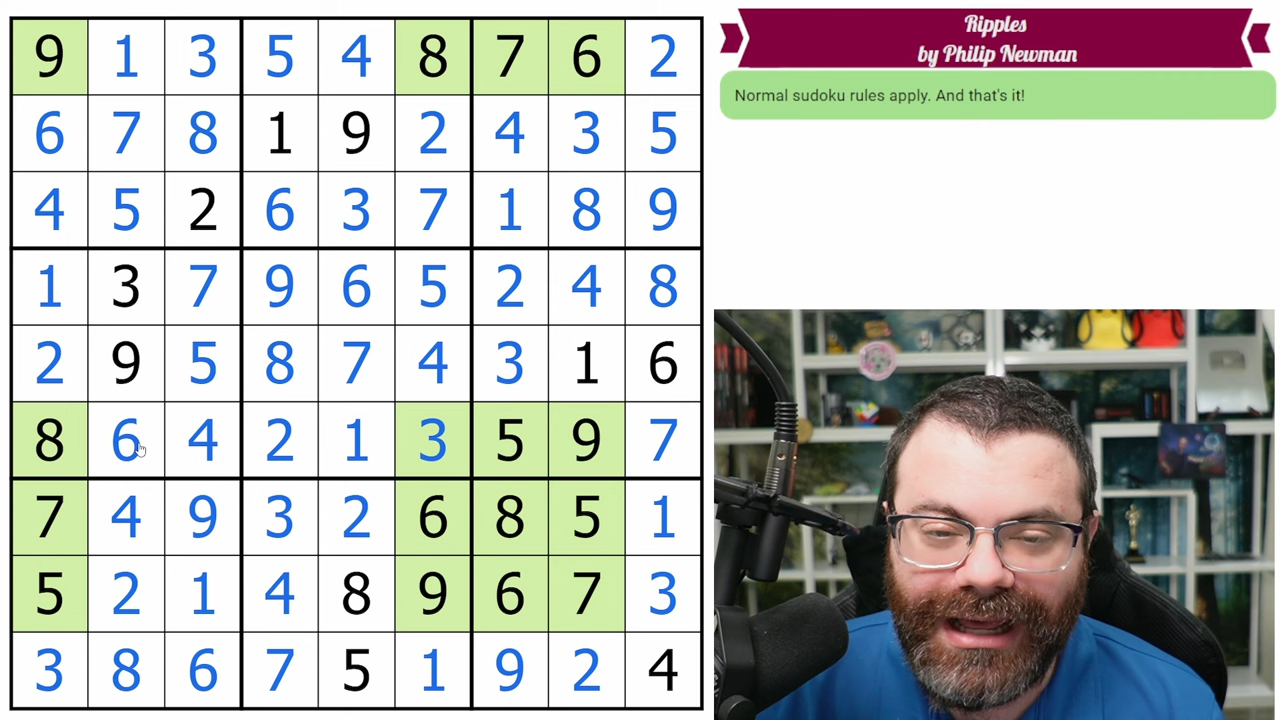 Ripples
by Philip Newman
Normal sudoku rules apply. And that's it!
9 1 3 5 4 8 7 6 2
6 7 8 1 9 2 4 3 5
4 5 2 6 3 7 1 8 9
1 3 7 9 6 5 2 4 8
2 9 5 8 7 4 3 1 6
8 6 4 2 1 3 5 9 7
7 4 9 3 2 6 8 5 1
5 2 1 4 8 9 6 7 3
3 8 6 7 5 1 9 2 4